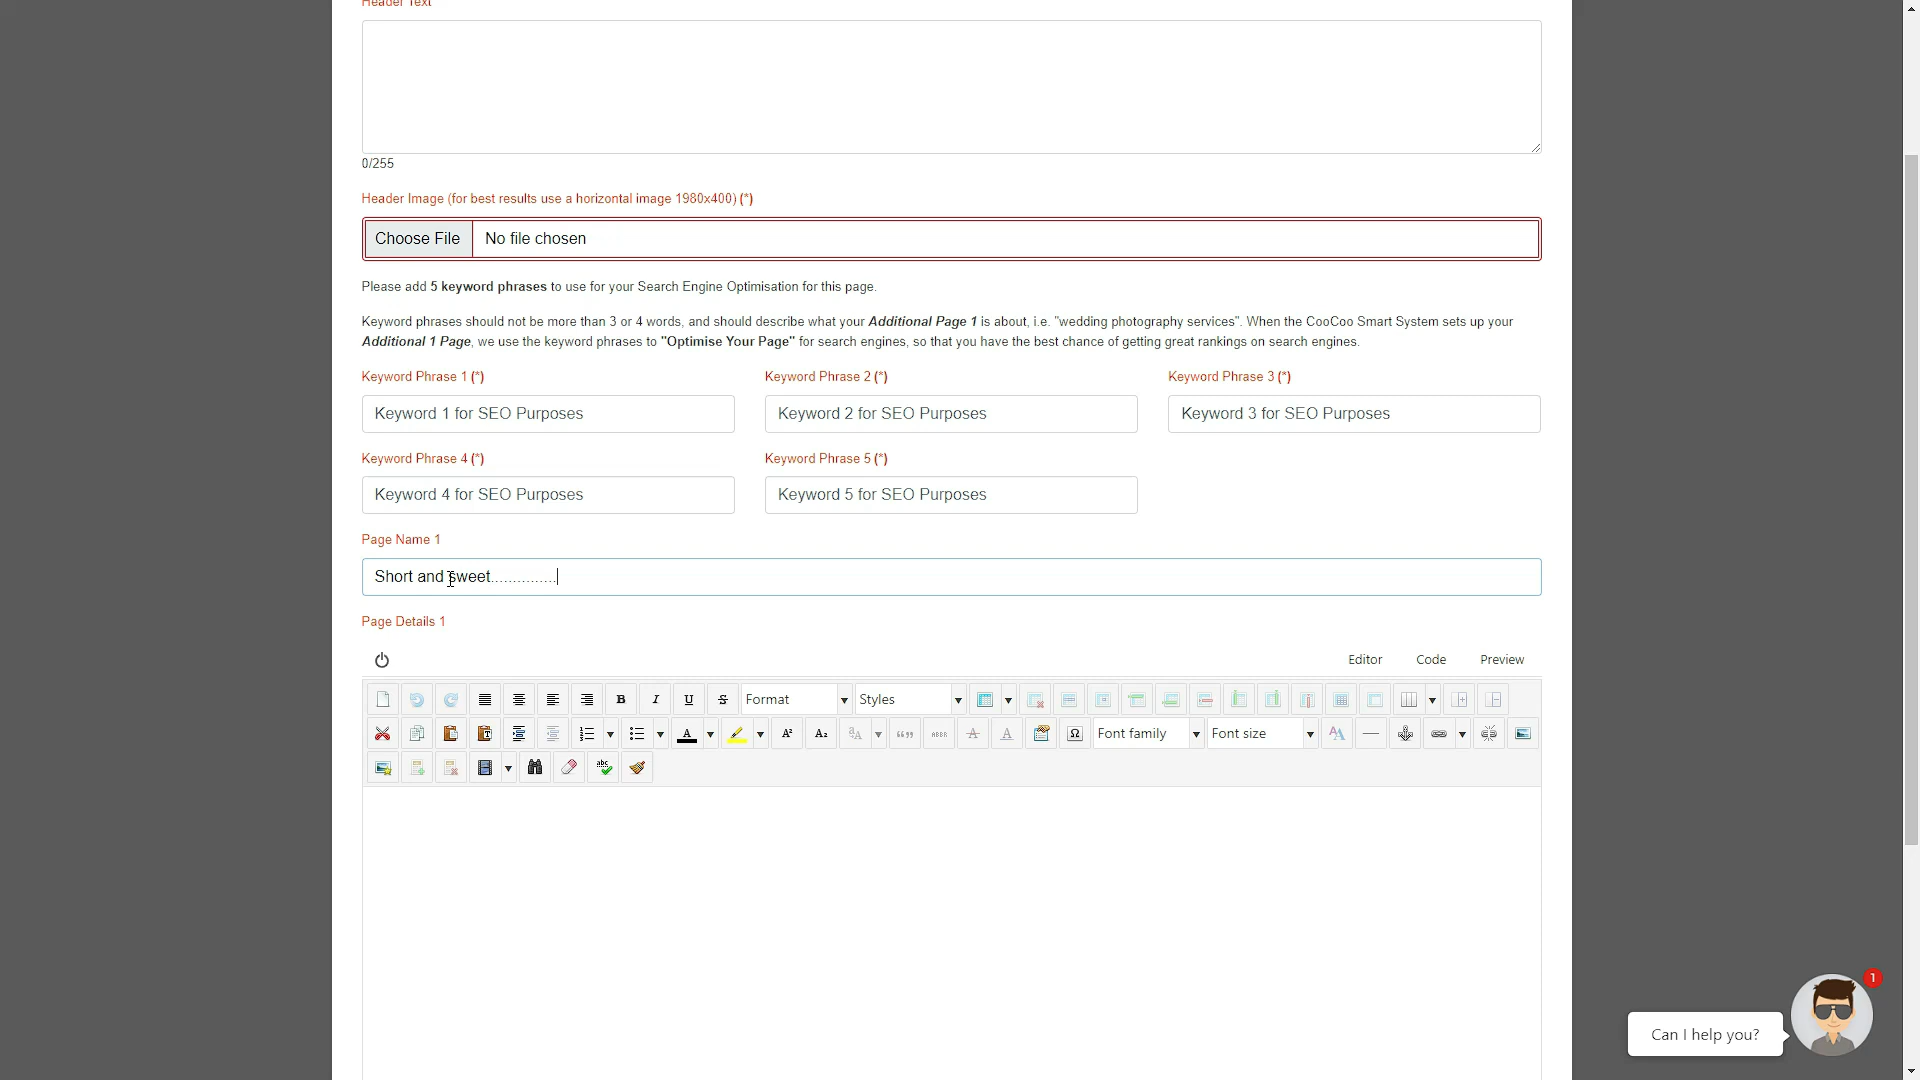 Header Text
0/255
Header Image (for best results use a horizontal image 1980x400) (*)
Choose File No file chosen
Please add 5 keyword phrases to use for your Search Engine Optimisation for this page.
Keyword phrases should not be more than 3 or 4 words, and should describe what your Additional Page 1 is about, i.e. "wedding photography services". When the CooCoo Smart System sets up your
Additional 1 Page, we use the keyword phrases to "Optimise Your Page" for search engines, so that you have the best chance of getting great rankings on search engines.
Keyword Phrase 1 (*) Keyword Phrase 2 (*) Keyword Phrase 3 (*)
Keyword 1 for SEO Purposes Keyword 2 for SEO Purposes Keyword 3 for SEO Purposes
Keyword Phrase 4 (*) Keyword Phrase 5 (*)
Keyword 4 for SEO Purposes Keyword 5 for SEO Purposes
Page Name 1
Short and sweet...............
Page Details 1
Editor Code Preview
Format Styles
Font family Font size
1
Can I help you?